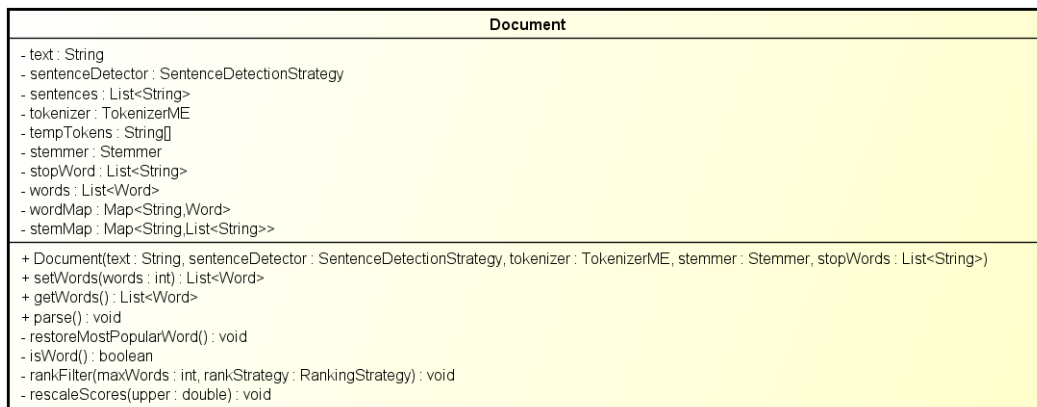 Document
- text : String
- sentenceDetector : SentenceDetectionStrategy
- sentences : List<String>
- tokenizer : TokenizerME
- tempTokens : String[]
- stemmer : Stemmer
- stopWord : List<String>
- words : List<Word>
- wordMap : Map<String,Word>
- stemMap : Map<String,List<String>>
+ Document(text : String, sentenceDetector : SentenceDetectionStrategy, tokenizer : TokenizerME, stemmer : Stemmer, stopWords : List<String>)
+ setWords(words : int) : List<Word>
+ getWords() : List<Word>
+ parse() : void
- restoreMostPopularWord() : void
- isWord() : boolean
- rankFilter(maxWords : int, rankStrategy : RankingStrategy) : void
- rescaleScores(upper : double) : void